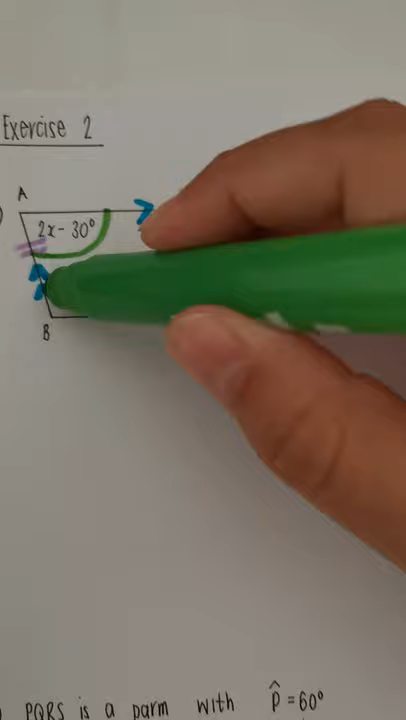 Exercise 2
A
2x - 30°
B
PQRS is a parm with P̂ = 60°